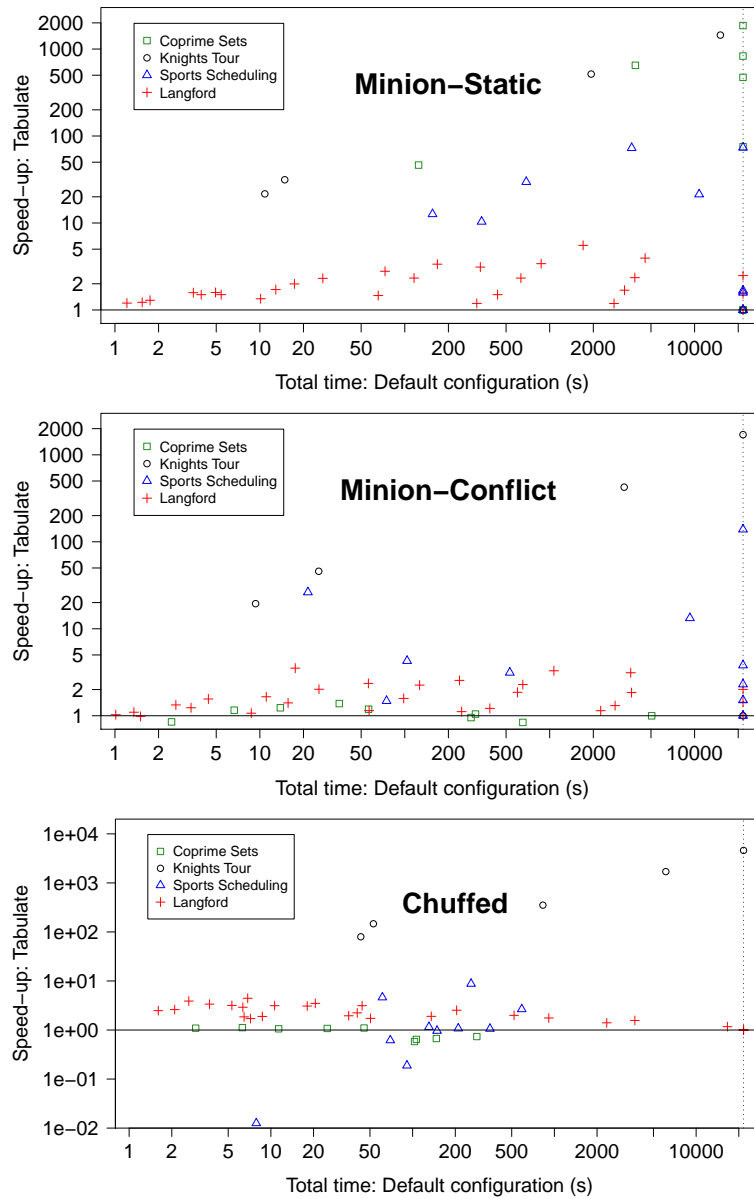 2000
1000
500
200
100
50
20
10
5
2
1
Speed−up: Tabulate
Coprime Sets
Knights Tour
Sports Scheduling
Langford
Minion−Static
1 2 5 10 20 50 200 500 2000 10000
Total time: Default configuration (s)
2000
1000
500
200
100
50
20
10
5
2
1
Speed−up: Tabulate
Coprime Sets
Knights Tour
Sports Scheduling
Langford
Minion−Conflict
1 2 5 10 20 50 200 500 2000 10000
Total time: Default configuration (s)
1e+04
1e+03
1e+02
1e+01
1e+00
1e−01
1e−02
Speed−up: Tabulate
Coprime Sets
Knights Tour
Sports Scheduling
Langford
Chuffed
1 2 5 10 20 50 200 500 2000 10000
Total time: Default configuration (s)